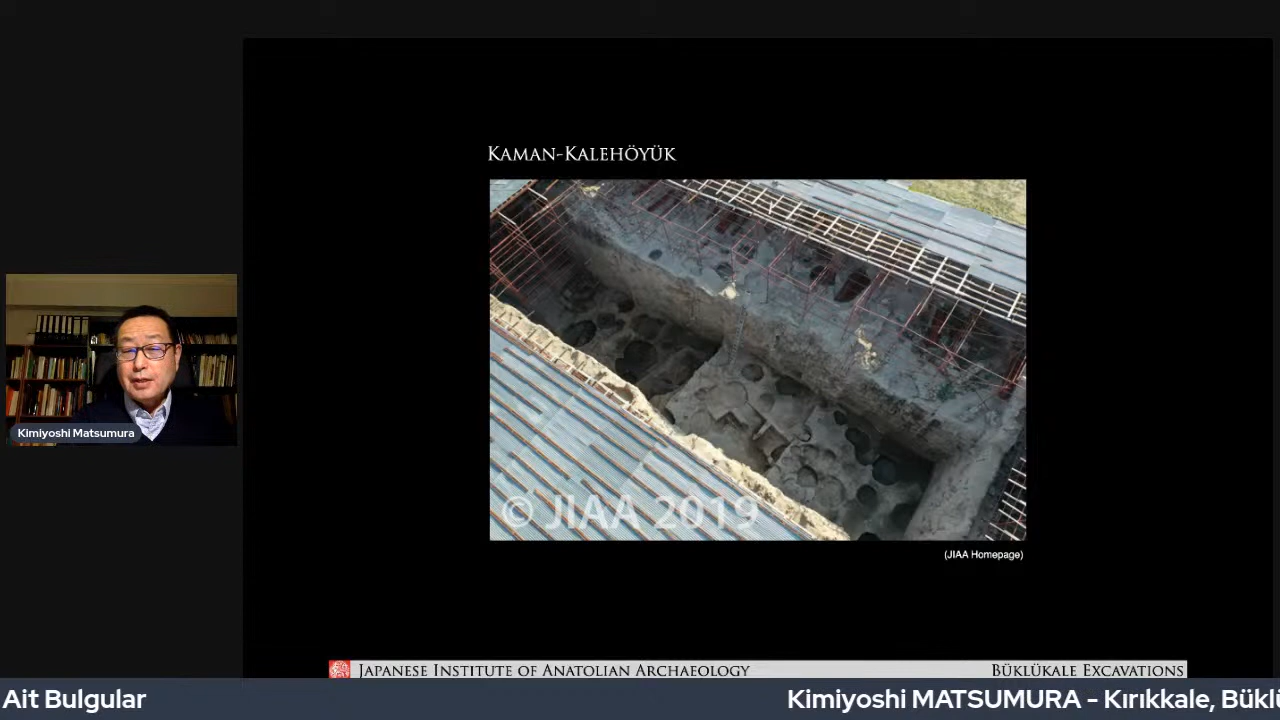 KAMAN-KALEHÖYÜK
© JIAA 2019
(JIAA Homepage)
Kimiyoshi Matsumura
JAPANESE INSTITUTE OF ANATOLIAN ARCHAEOLOGY
BÜKLÜKALE EXCAVATIONS
Ait Bulgular
Kimiyoshi MATSUMURA - Kırıkkale, Büklü